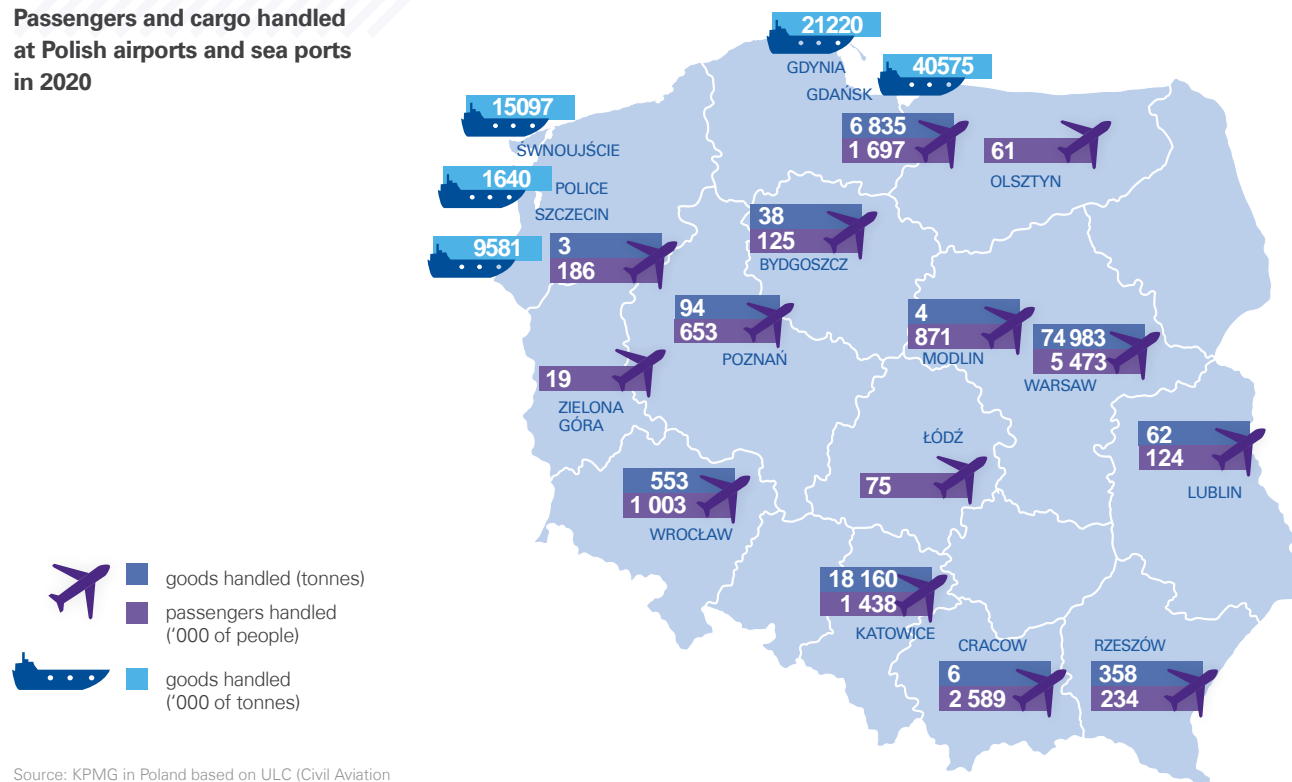 Passengers and cargo handled
at Polish airports and sea ports
in 2020
21220
GDYNIA
40575
GDAŃSK
15097
ŚWNOUJŚCIE
6 835
1 697
61
OLSZTYN
1640
POLICE
SZCZECIN
9581
3
186
38
125
BYDGOSZCZ
94
653
POZNAŃ
4
871
MODLIN
74 983
5 473
WARSAW
19
ZIELONA
GÓRA
62
124
LUBLIN
ŁÓDŹ
75
553
1 003
WROCŁAW
18 160
1 438
KATOWICE
CRACOW
6
2 589
RZESZÓW
358
234
goods handled (tonnes)
passengers handled
('000 of people)
goods handled
('000 of tonnes)
Source: KPMG in Poland based on ULC (Civil Aviation